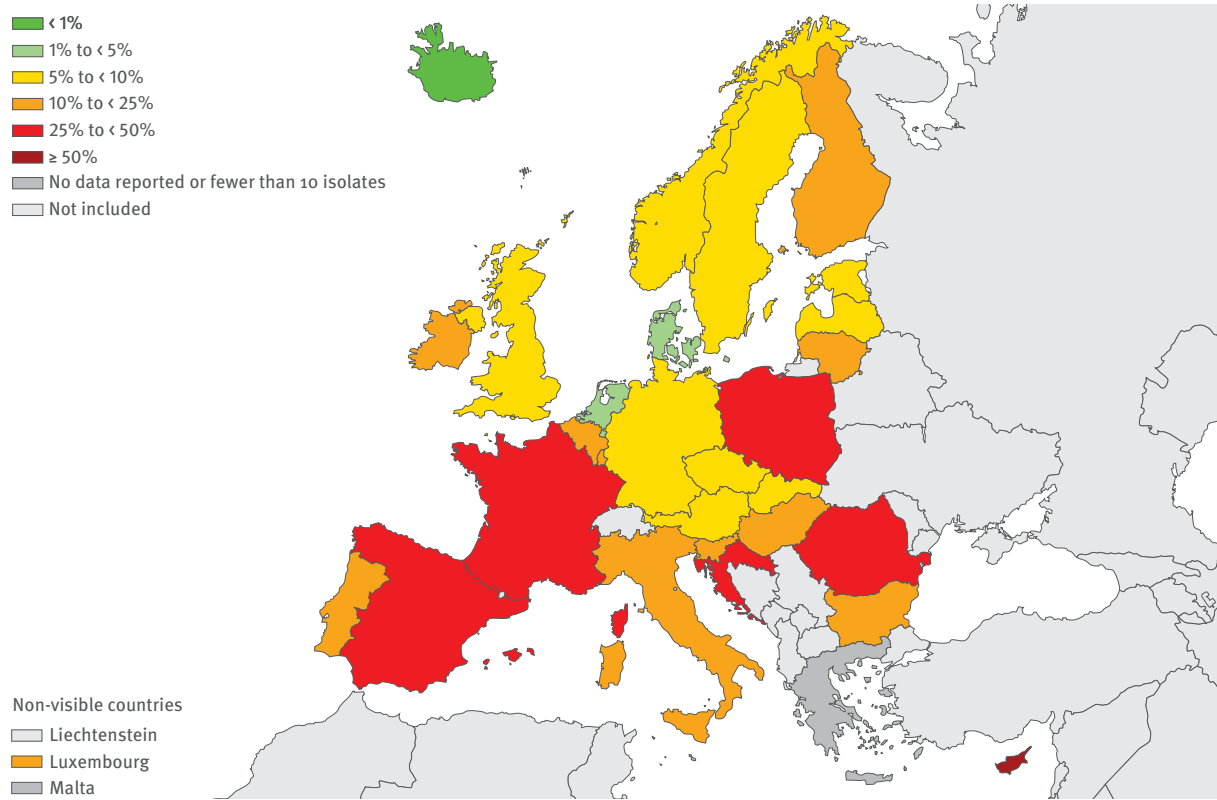 < 1%
1% to < 5%
5% to < 10%
10% to < 25%
25% to < 50%
≥ 50%
No data reported or fewer than 10 isolates
Not included
Non-visible countries
Liechtenstein
Luxembourg
Malta